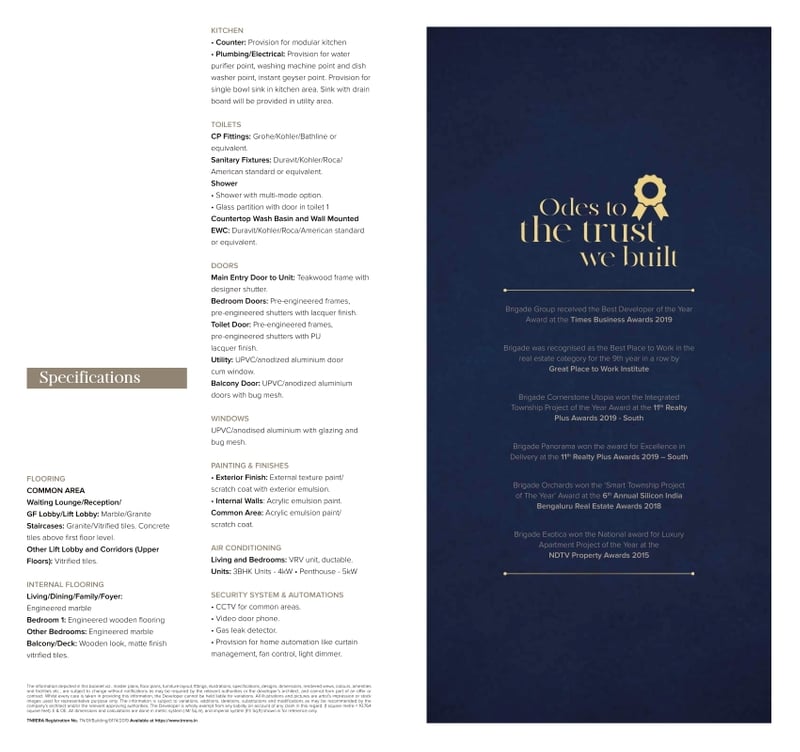 Specifications
FLOORING
COMMON AREA
Waiting Lounge/Reception/
GF Lobby/Lift Lobby: Marble/Granite
Staircases: Granite/Vitrified tiles. Concrete
tiles above first floor level.
Other Lift Lobby and Corridors (Upper
Floors): Vitrified tiles.
INTERNAL FLOORING
Living/Dining/Family/Foyer:
Engineered marble
Bedroom 1: Engineered wooden flooring
Other Bedrooms: Engineered marble
Balcony/Deck: Wooden look, matte finish
vitrified tiles.
KITCHEN
• Counter: Provision for modular kitchen
• Plumbing/Electrical: Provision for water
purifier point, washing machine point and dish
washer point, instant geyser point. Provision for
single bowl sink in kitchen area. Sink with drain
board will be provided in utility area.
TOILETS
CP Fittings: Grohe/Kohler/Bathline or
equivalent.
Sanitary Fixtures: Duravit/Kohler/Roca/
American standard or equivalent.
Shower
• Shower with multi-mode option.
• Glass partition with door in toilet 1
Countertop Wash Basin and Wall Mounted
EWC: Duravit/Kohler/Roca/American standard
or equivalent.
DOORS
Main Entry Door to Unit: Teakwood frame with
designer shutter.
Bedroom Doors: Pre-engineered frames,
pre-engineered shutters with lacquer finish.
Toilet Door: Pre-engineered frames,
pre-engineered shutters with PU
lacquer finish.
Utility: UPVC/anodized aluminium door
cum window.
Balcony Door: UPVC/anodized aluminium
doors with bug mesh.
WINDOWS
UPVC/anodised aluminium with glazing and
bug mesh.
PAINTING & FINISHES
• Exterior Finish: External texture paint/
scratch coat with exterior emulsion.
• Internal Walls: Acrylic emulsion paint.
Common Area: Acrylic emulsion paint/
scratch coat.
AIR CONDITIONING
Living and Bedrooms: VRV unit, ductable.
Units: 3BHK Units - 4kW • Penthouse - 5kW
SECURITY SYSTEM & AUTOMATIONS
• CCTV for common areas.
• Video door phone.
• Gas leak detector.
• Provision for home automation like curtain
management, fan control, light dimmer.
Odes to
the trust
we built
Brigade Group received the Best Developer of the Year
Award at the Times Business Awards 2019
Brigade was recognised as the Best Place to Work in the
real estate category for the 9th year in a row by
Great Place to Work Institute
Brigade Cornerstone Utopia won the Integrated
Township Project of the Year Award at the 11th Realty
Plus Awards 2019 - South
Brigade Panorama won the award for Excellence in
Delivery at the 11th Realty Plus Awards 2019 – South
Brigade Orchards won the 'Smart Township Project
of The Year' Award at the 6th Annual Silicon India
Bengaluru Real Estate Awards 2018
Brigade Exotica won the National award for Luxury
Apartment Project of the Year at the
NDTV Property Awards 2015